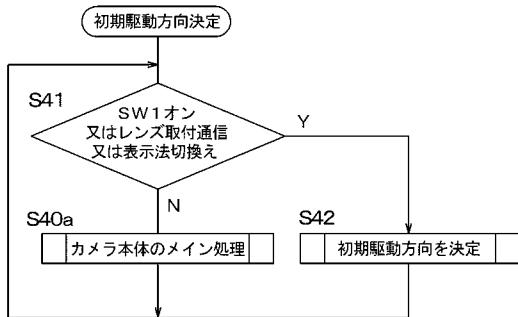 初期駆動方向決定
S41
SW1オン
又はレンズ取付通信
又は表示法切換え
Y
N
S40a
カメラ本体のメイン処理
S42
初期駆動方向を決定